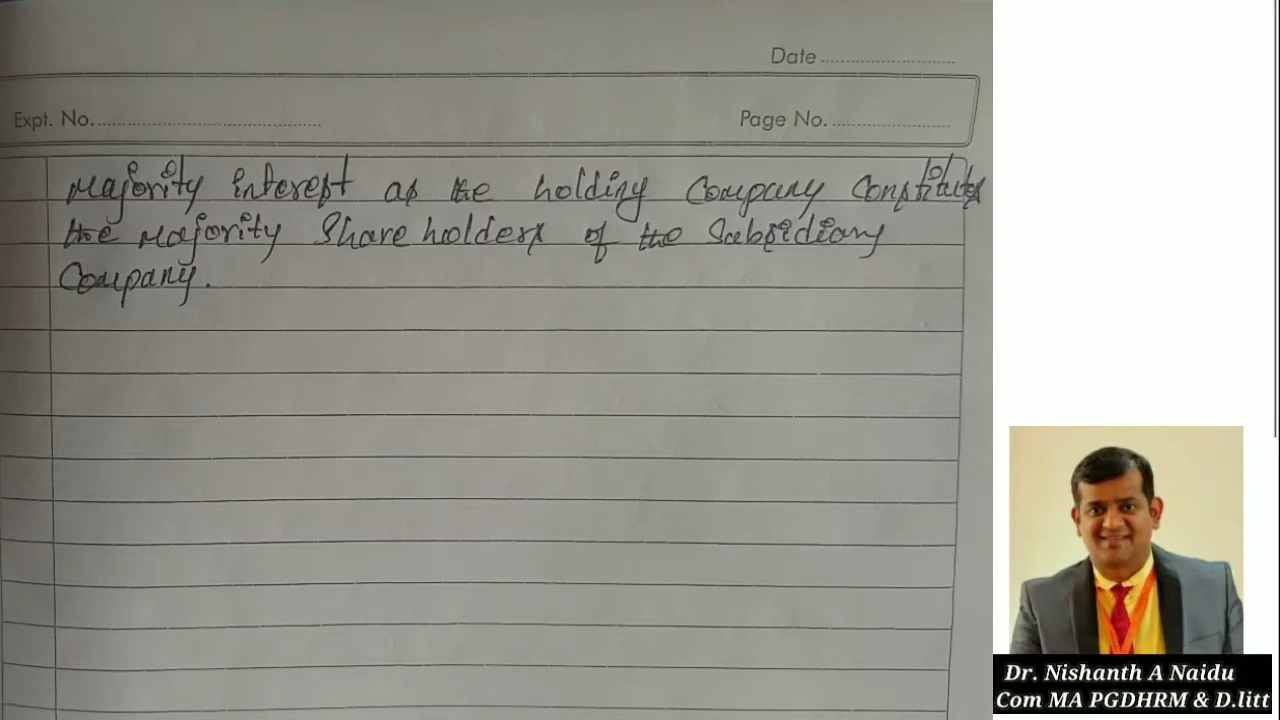 Date
Expt. No.
Page No.
Majority interest as the holding Company Constitutes
the Majority Share holders of the Subsidiary
Company.
Dr. Nishanth A Naidu
Com MA PGDHRM & D.litt